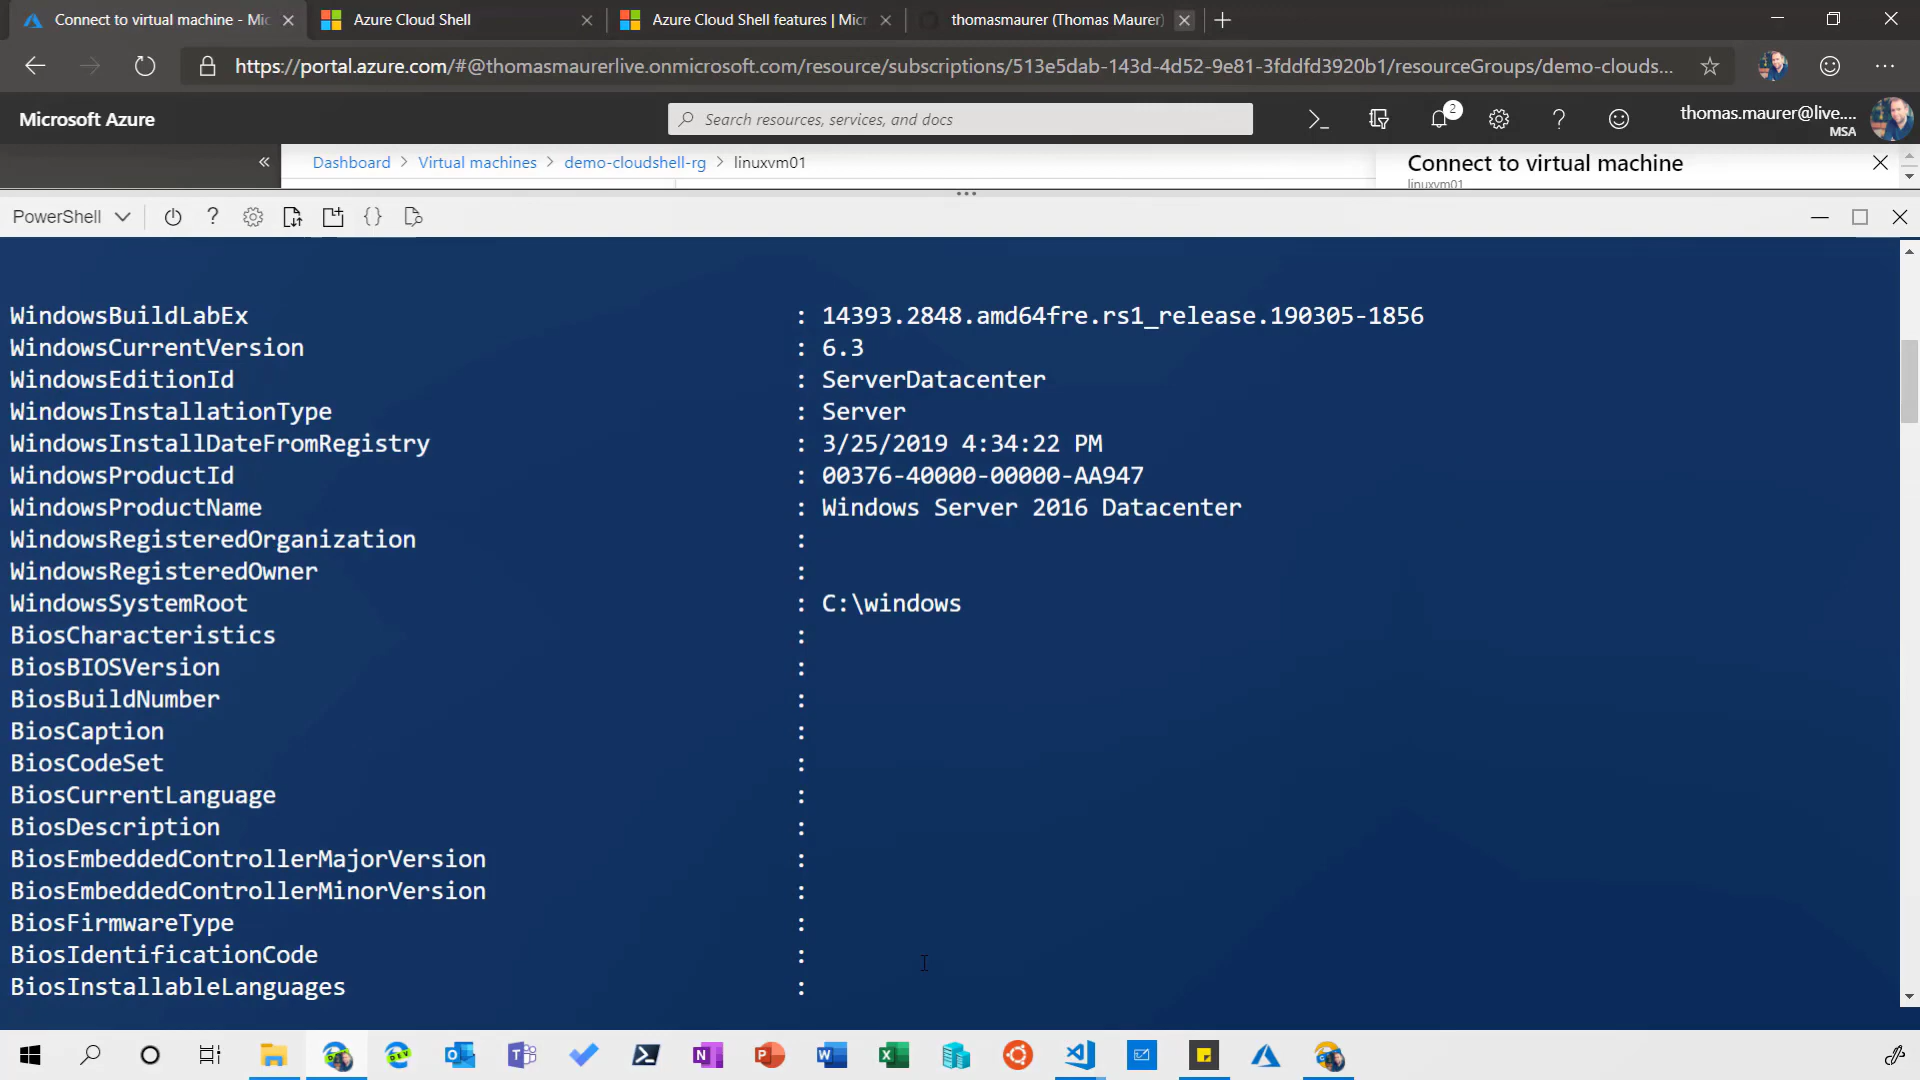 Connect to virtual machine - Mic
Azure Cloud Shell
Azure Cloud Shell features | Micr
thomasmaurer (Thomas Maurer)
https://portal.azure.com/#@thomasmaurerlive.onmicrosoft.com/resource/subscriptions/513e5dab-143d-4d52-9e81-3fddfd3920b1/resourceGroups/demo-clouds...
Microsoft Azure
Search resources, services, and docs
2
thomas.maurer@live....
MSA
Dashboard > Virtual machines > demo-cloudshell-rg > linuxvm01
Connect to virtual machine
linuxvm01
PowerShell
WindowsBuildLabEx : 14393.2848.amd64fre.rs1_release.190305-1856
WindowsCurrentVersion : 6.3
WindowsEditionId : ServerDatacenter
WindowsInstallationType : Server
WindowsInstallDateFromRegistry : 3/25/2019 4:34:22 PM
WindowsProductId : 00376-40000-00000-AA947
WindowsProductName : Windows Server 2016 Datacenter
WindowsRegisteredOrganization :
WindowsRegisteredOwner :
WindowsSystemRoot : C:\windows
BiosCharacteristics :
BiosBIOSVersion :
BiosBuildNumber :
BiosCaption :
BiosCodeSet :
BiosCurrentLanguage :
BiosDescription :
BiosEmbeddedControllerMajorVersion :
BiosEmbeddedControllerMinorVersion :
BiosFirmwareType :
BiosIdentificationCode :
BiosInstallableLanguages :